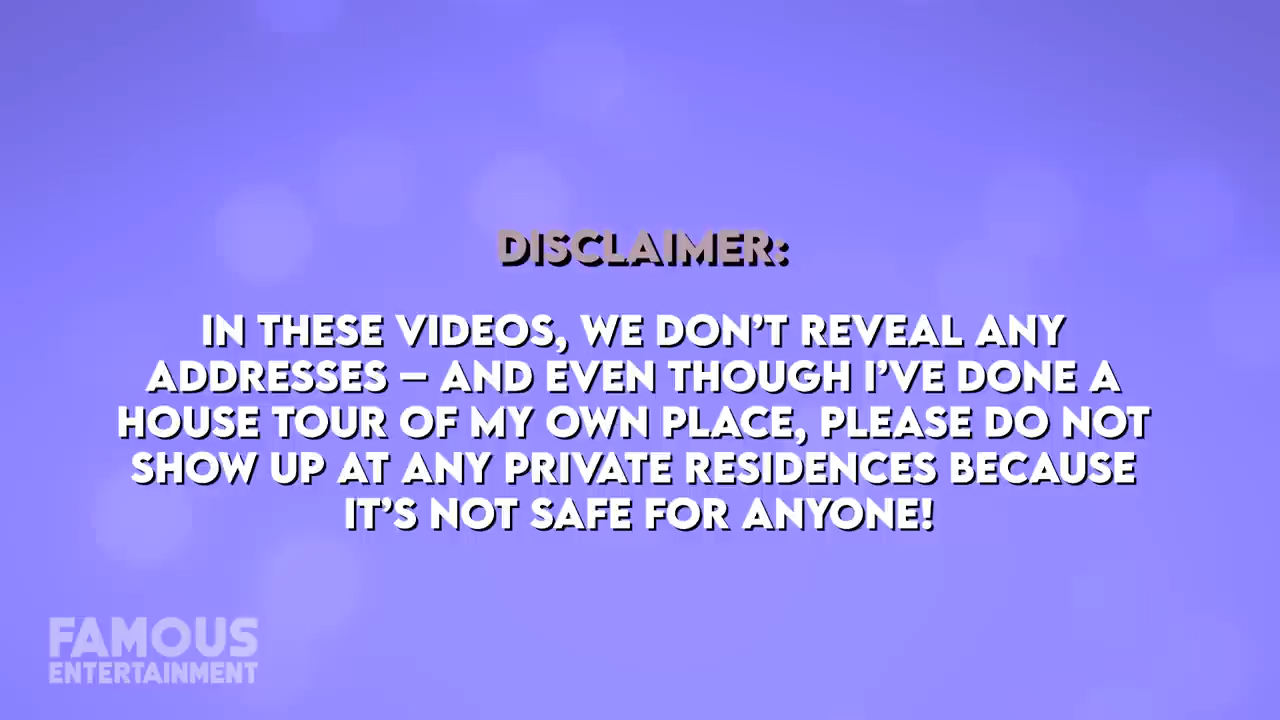 DISCLAIMER:
IN THESE VIDEOS, WE DON'T REVEAL ANY
ADDRESSES – AND EVEN THOUGH I'VE DONE A
HOUSE TOUR OF MY OWN PLACE, PLEASE DO NOT
SHOW UP AT ANY PRIVATE RESIDENCES BECAUSE
IT'S NOT SAFE FOR ANYONE!
FAMOUS
ENTERTAINMENT